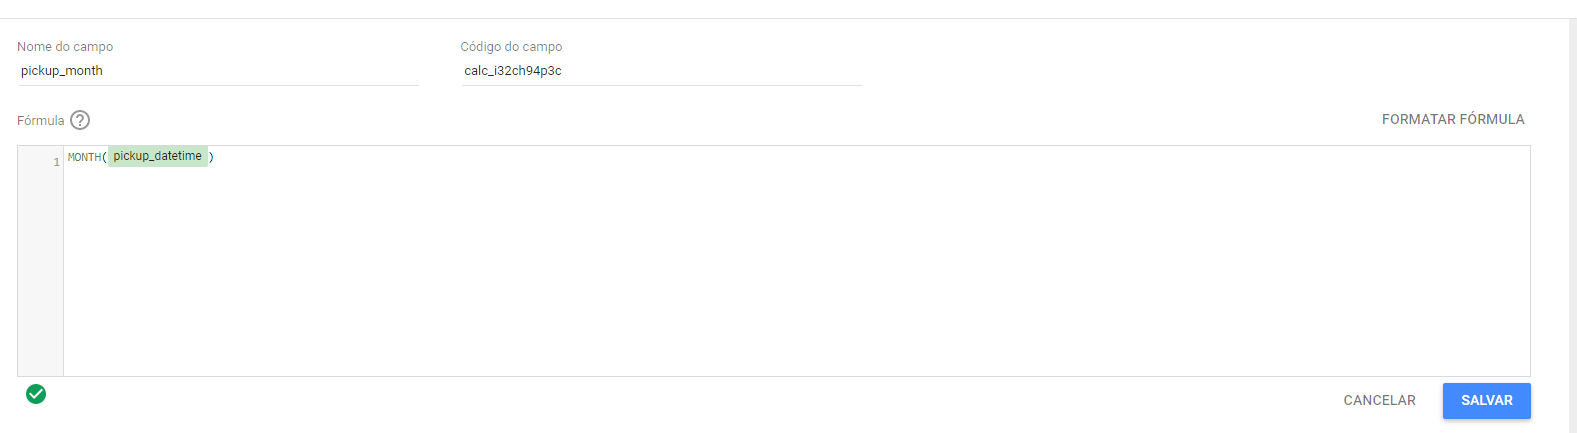 Nome do campo
Código do campo
pickup_month
calc_i32ch94p3c
Fórmula ?
FORMATAR FÓRMULA
1 MONTH( pickup_datetime )
CANCELAR
SALVAR